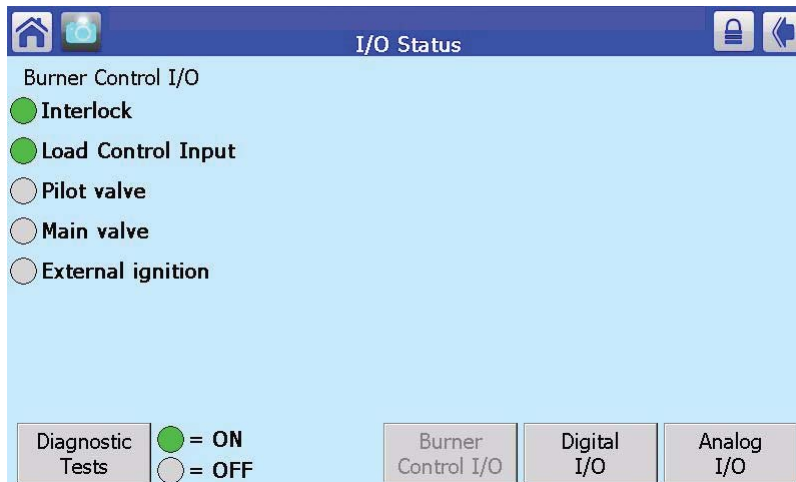 I/O Status
Burner Control I/O
Interlock
Load Control Input
Pilot valve
Main valve
External ignition
Diagnostic
Tests
= ON
= OFF
Burner
Control I/O
Digital
I/O
Analog
I/O